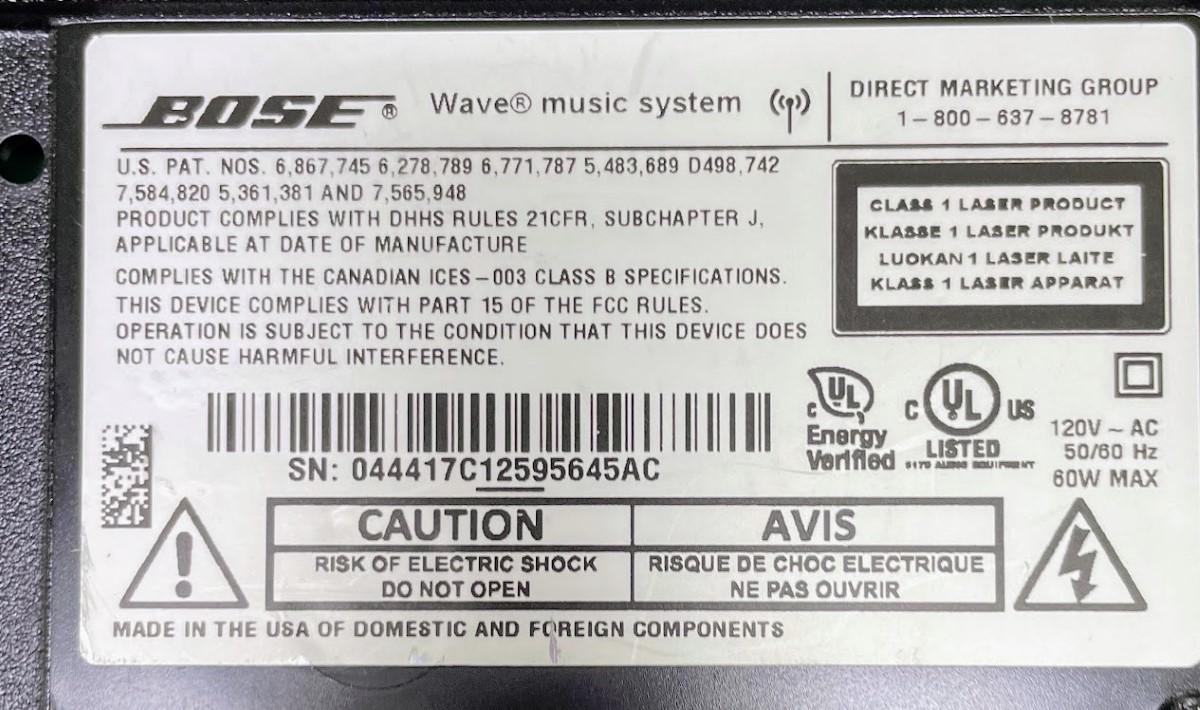 BOSE® Wave® music system
DIRECT MARKETING GROUP
1-800-637-8781
U.S. PAT. NOS. 6,867,745 6,278,789 6,771,787 5,483,689 D498,742
7,584,820 5,361,381 AND 7,565,948
PRODUCT COMPLIES WITH DHHS RULES 21CFR, SUBCHAPTER J,
APPLICABLE AT DATE OF MANUFACTURE
COMPLIES WITH THE CANADIAN ICES-003 CLASS B SPECIFICATIONS.
THIS DEVICE COMPLIES WITH PART 15 OF THE FCC RULES.
OPERATION IS SUBJECT TO THE CONDITION THAT THIS DEVICE DOES
NOT CAUSE HARMFUL INTERFERENCE.
CLASS 1 LASER PRODUCT
KLASSE 1 LASER PRODUKT
LUOKAN 1 LASER LAITE
KLASS 1 LASER APPARAT
SN: 044417C12595645AC
C UL
Energy
Verified
C UL US
LISTED
917D AUDIO EQUIPMENT
120V ~ AC
50/60 Hz
60W MAX
CAUTION
RISK OF ELECTRIC SHOCK
DO NOT OPEN
AVIS
RISQUE DE CHOC ELECTRIQUE
NE PAS OUVRIR
MADE IN THE USA OF DOMESTIC AND FOREIGN COMPONENTS